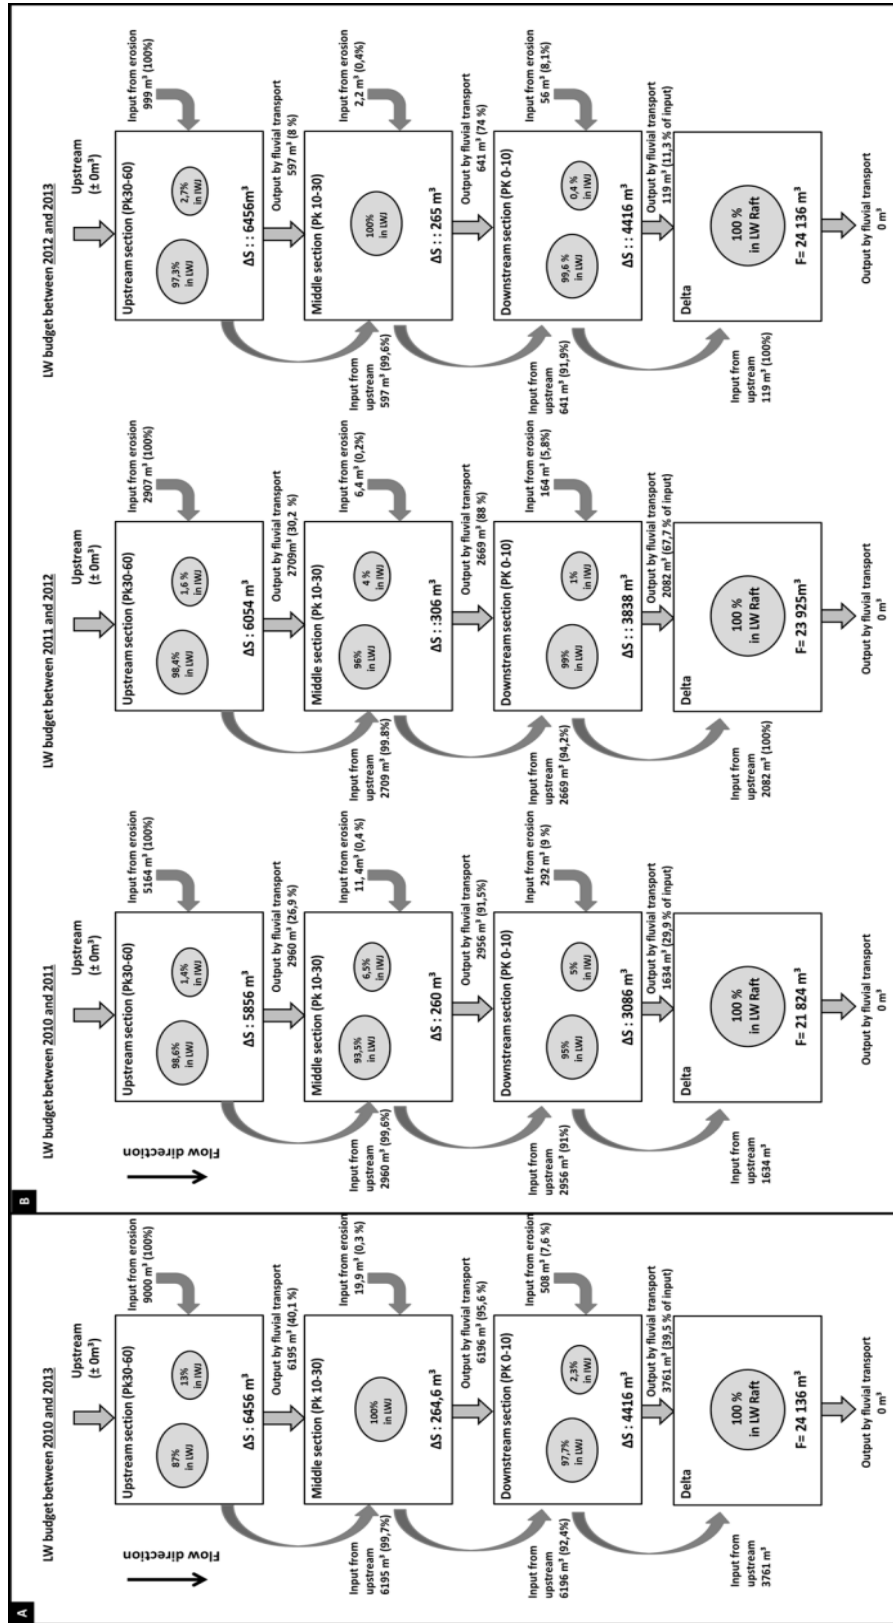 A
LW budget between 2010 and 2013
Flow direction
Upstream
(± 0m³)
Input from erosion
9000 m³ (100%)
Upstream section (Pk30-60)
87%
in LWJ
13%
in IWJ
ΔS : 6456 m³
Output by fluvial transport
6195 m³ (40,1 %)
Input from erosion
19,9 m³ (0,3 %)
Input from
upstream
6195 m³ (99,7%)
Middle section (Pk 10-30)
100%
in LWJ
ΔS : 264,6 m³
Output by fluvial transport
6196 m³ (95,6 %)
Input from erosion
508 m³ (7,6 %)
Input from
upstream
6196 m³ (92,4%)
Downstream section (PK 0-10)
97,7%
in LWJ
2,3%
in IWJ
ΔS : 4416 m³
Output by fluvial transport
3761 m³ (39,5 % of input)
Input from
upstream
3761 m³
Delta
100 %
in LW Raft
F= 24 136 m³
Output by fluvial transport
0 m³
B
LW budget between 2010 and 2011
Flow direction
Upstream
(± 0m³)
Input from erosion
5164 m³ (100%)
Upstream section (Pk30-60)
98,6%
in LWJ
1,4%
in IWJ
ΔS : 5856 m³
Output by fluvial transport
2960 m³ (26,9 %)
Input from erosion
11,4m³ (0,4 %)
Input from
upstream
2960 m³ (99,6%)
Middle section (PK 10-30)
93,5%
in LWJ
6,5%
in IWJ
ΔS : 260 m³
Output by fluvial transport
2956 m³ (91,5%)
Input from erosion
292 m³ (9 %)
Input from
upstream
2956 m³ (91%)
Downstream section (PK 0-10)
95%
in LWJ
5%
in IWJ
ΔS : 3086 m³
Output by fluvial transport
1634 m³ (29,9 % of input)
Input from
upstream
1634 m³
Delta
100 %
in LW Raft
F= 21 824 m³
Output by fluvial transport
0 m³
LW budget between 2011 and 2012
Upstream
(± 0m³)
Input from erosion
2907 m³ (100%)
Upstream section (Pk30-60)
98,4%
in LWJ
1,6 %
in IWJ
ΔS : 6054 m³
Output by fluvial transport
2709m³ (30,2 %)
Input from erosion
6,4 m³ (0,2%)
Input from
upstream
2709 m³ (99.8%)
Middle section (Pk 10-30)
96%
in LWJ
4 %
in IWJ
ΔS : :306 m³
Output by fluvial transport
2669 m³ (88 %)
Input from erosion
164 m³ (5,8%)
Input from
upstream
2669 m³ (94,2%)
Downstream section (PK 0-10)
99%
in LWJ
1%
in IWJ
ΔS : : 3838 m³
Output by fluvial transport
2082 m³ (67,7 % of input)
Input from
upstream
2082 m³ (100%)
Delta
100 %
in LW Raft
F= 23 925m³
Output by fluvial transport
0 m³
LW budget between 2012 and 2013
Upstream
(± 0m³)
Input from erosion
999 m³ (100%)
Upstream section (Pk30-60)
97,3%
in LWJ
2,7%
in IWJ
ΔS : : 6456m³
Output by fluvial transport
597 m³ (8 %)
Input from erosion
2,2 m³ (0,4%)
Input from
upstream
597 m³ (99,6%)
Middle section (Pk 10-30)
100%
in LWJ
ΔS : : 265 m³
Output by fluvial transport
641 m³ (74 %)
Input from erosion
56 m³ (8,1%)
Input from
upstream
641 m³ (91,9%)
Downstream section (PK 0-10)
99,6 %
in LWJ
0,4 %
in IWJ
ΔS : : 4416 m³
Output by fluvial transport
119 m³ (11,3 % of input)
Input from
upstream
119 m³ (100%)
Delta
100 %
in LW Raft
F= 24 136 m³
Output by fluvial transport
0 m³